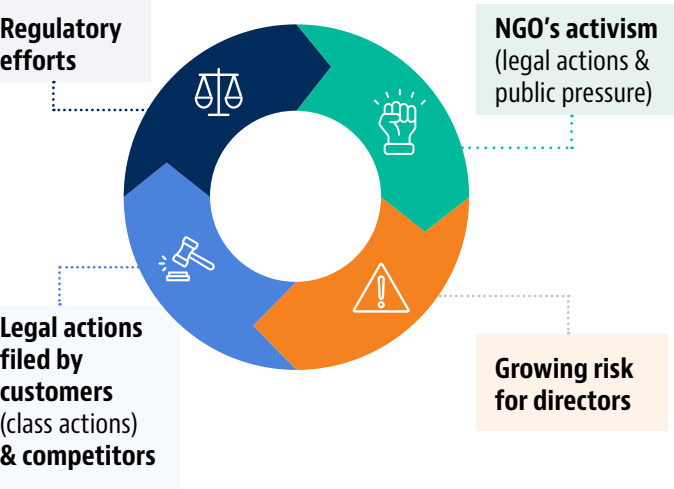 Regulatory
efforts
NGO's activism
(legal actions &
public pressure)
Legal actions
filed by
customers
(class actions)
& competitors
Growing risk
for directors